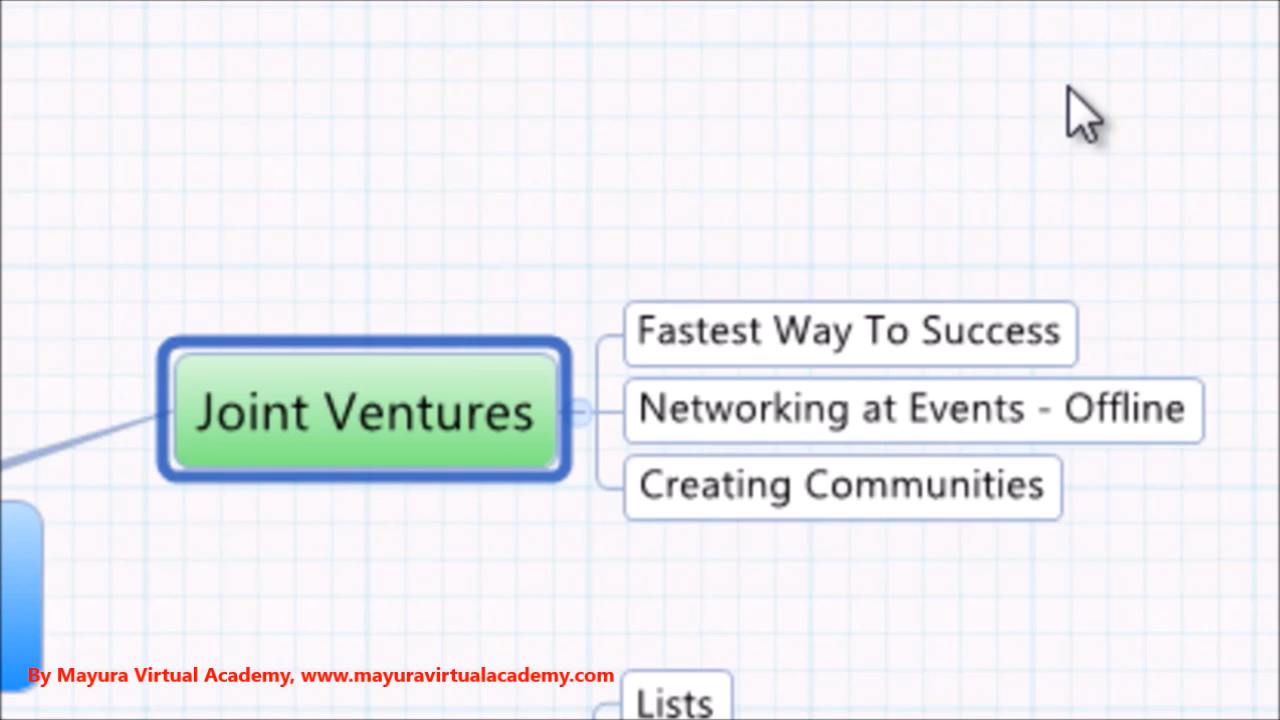 Fastest Way To Success
Joint Ventures
Networking at Events - Offline
Creating Communities
By Mayura Virtual Academy, www.mayuravirtualacademy.com
Lists